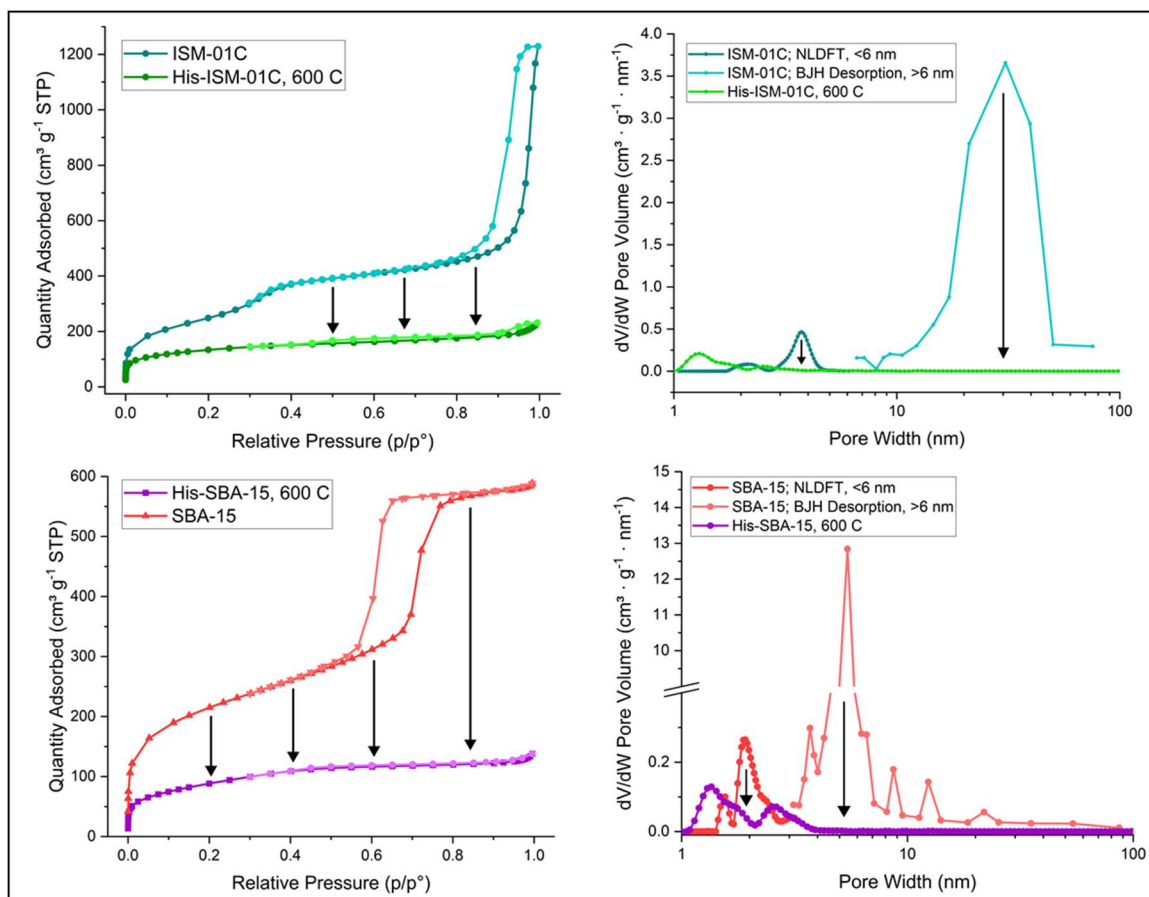 ISM-01C
His-ISM-01C, 600 C
Quantity Adsorbed (cm³ g⁻¹ STP)
1200
1000
800
600
400
200
0
0.0 0.2 0.4 0.6 0.8 1.0
Relative Pressure (p/p°)
ISM-01C; NLDFT, <6 nm
ISM-01C; BJH Desorption, >6 nm
His-ISM-01C, 600 C
dV/dW Pore Volume (cm³ · g⁻¹ · nm⁻¹)
4.0
3.5
3.0
2.5
2.0
1.5
1.0
0.5
0.0
1 10 100
Pore Width (nm)
His-SBA-15, 600 C
SBA-15
Quantity Adsorbed (cm³ g⁻¹ STP)
600
500
400
300
200
100
0
0.0 0.2 0.4 0.6 0.8 1.0
Relative Pressure (p/p°)
SBA-15; NLDFT, <6 nm
SBA-15; BJH Desorption, >6 nm
His-SBA-15, 600 C
dV/dW Pore Volume (cm³ · g⁻¹ · nm⁻¹)
15
14
13
12
11
10
0.2
0.0
1 10 100
Pore Width (nm)